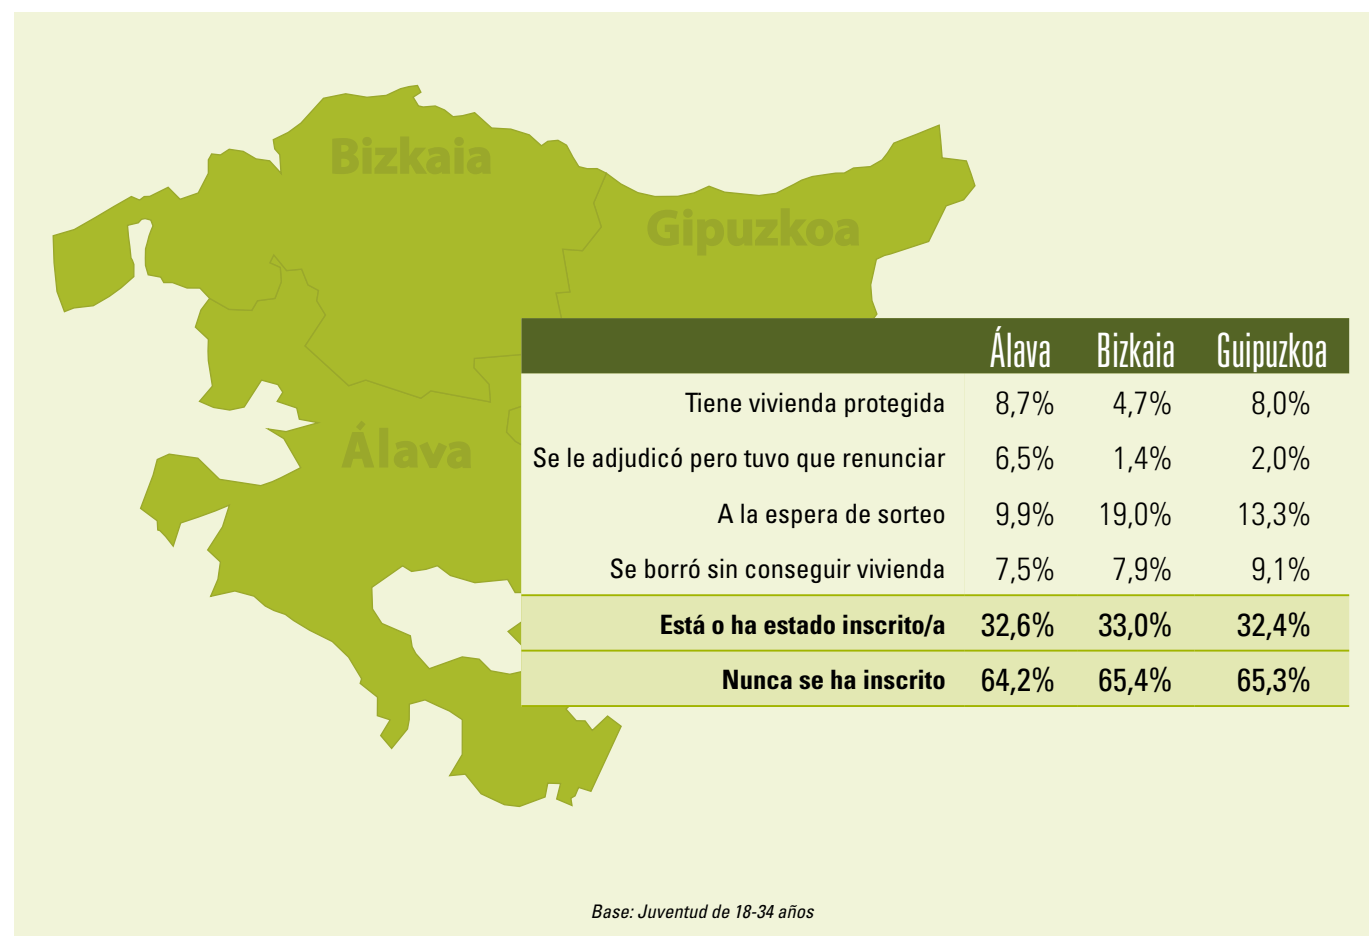 Bizkaia
Gipuzkoa
Álava
Álava Bizkaia Guipuzkoa
Tiene vivienda protegida 8,7% 4,7% 8,0%
Se le adjudicó pero tuvo que renunciar 6,5% 1,4% 2,0%
A la espera de sorteo 9,9% 19,0% 13,3%
Se borró sin conseguir vivienda 7,5% 7,9% 9,1%
Está o ha estado inscrito/a 32,6% 33,0% 32,4%
Nunca se ha inscrito 64,2% 65,4% 65,3%
Base: Juventud de 18-34 años